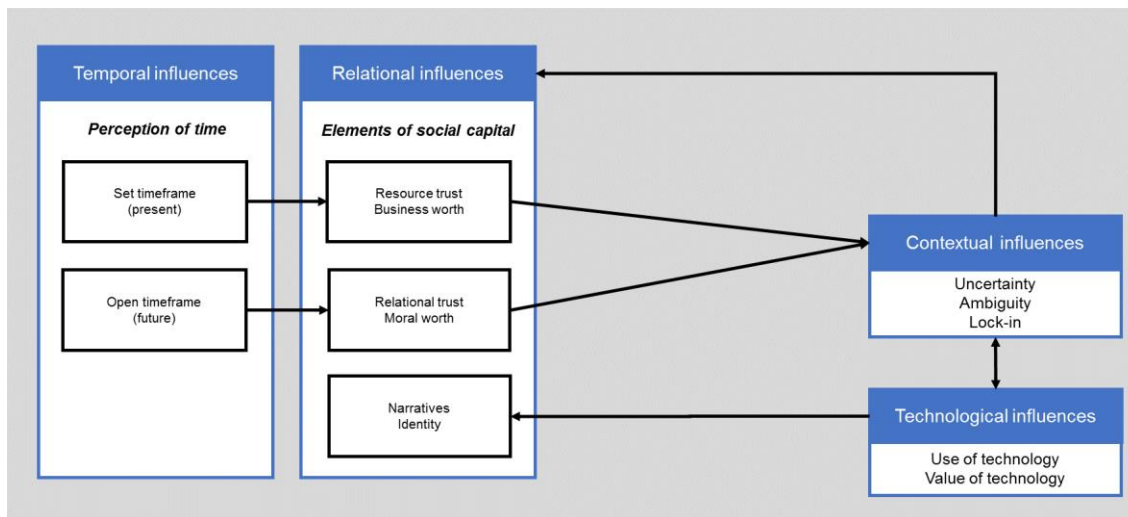 Temporal influences
Perception of time
Set timeframe
(present)
Open timeframe
(future)
Relational influences
Elements of social capital
Resource trust
Business worth
Relational trust
Moral worth
Narratives
Identity
Contextual influences
Uncertainty
Ambiguity
Lock-in
Technological influences
Use of technology
Value of technology